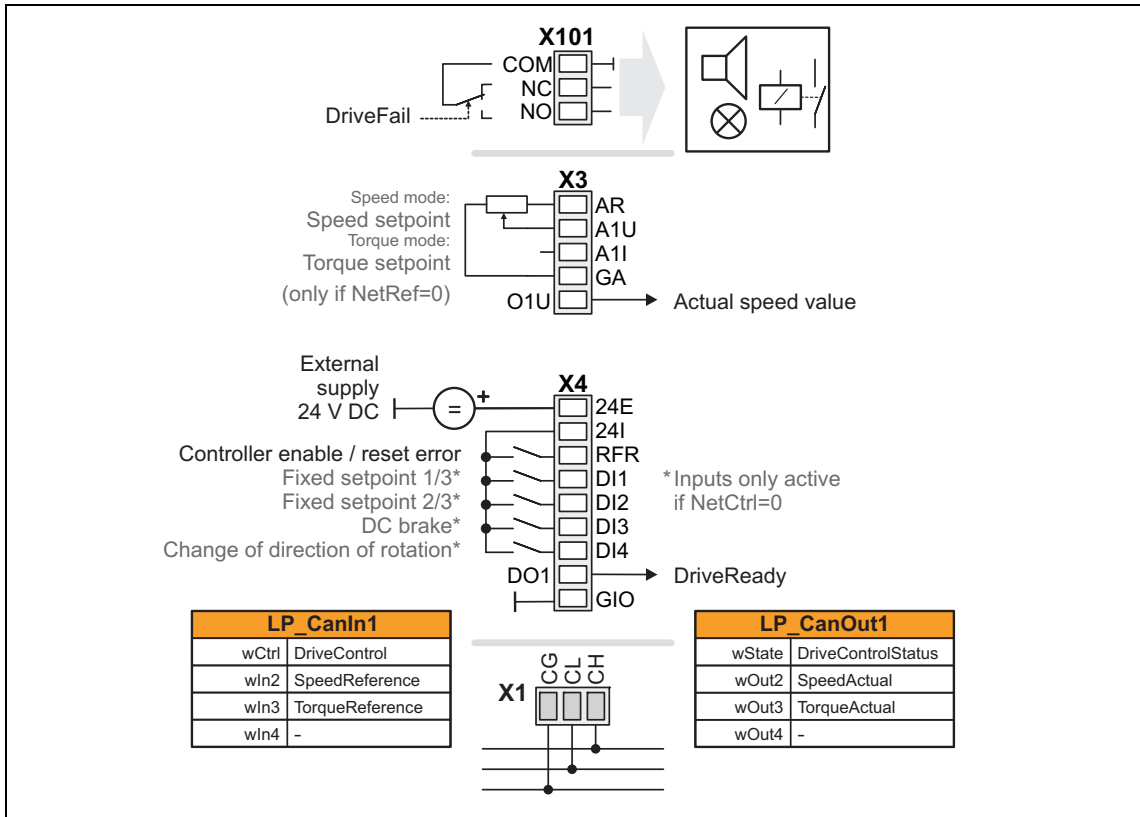 X101
COM
NC
NO
DriveFail
X3
Speed mode:
Speed setpoint
Torque mode:
Torque setpoint
(only if NetRef=0)
AR
A1U
A1I
GA
O1U
Actual speed value
External
supply
24 V DC
=
+
X4
24E
24I
Controller enable / reset error
RFR
Fixed setpoint 1/3*
DI1
Fixed setpoint 2/3*
DI2
DC brake*
DI3
Change of direction of rotation*
DI4
*Inputs only active
if NetCtrl=0
DO1
DriveReady
GIO
LP_CanIn1
wCtrl DriveControl
wIn2 SpeedReference
wIn3 TorqueReference
wIn4 -
X1
CG
CL
CH
LP_CanOut1
wState DriveControlStatus
wOut2 SpeedActual
wOut3 TorqueActual
wOut4 -